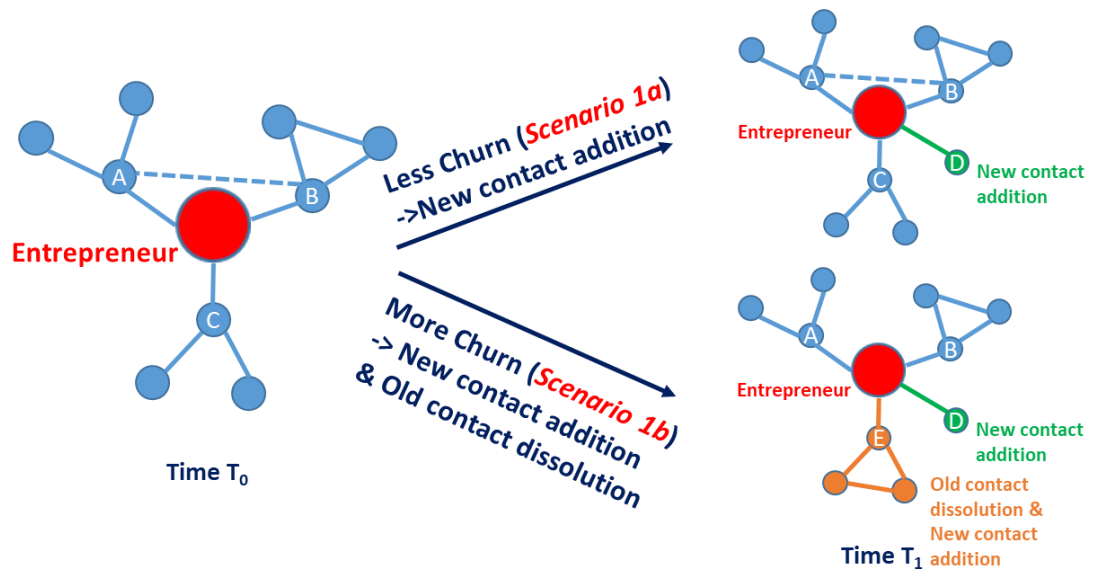 A
B
Entrepreneur
C
Time T₀
Less Churn (Scenario 1a)
->New contact addition
More Churn (Scenario 1b)
-> New contact addition
& Old contact dissolution
A
B
Entrepreneur
D
New contact
addition
C
A
B
Entrepreneur
D
New contact
addition
E
Old contact
dissolution &
New contact
addition
Time T₁